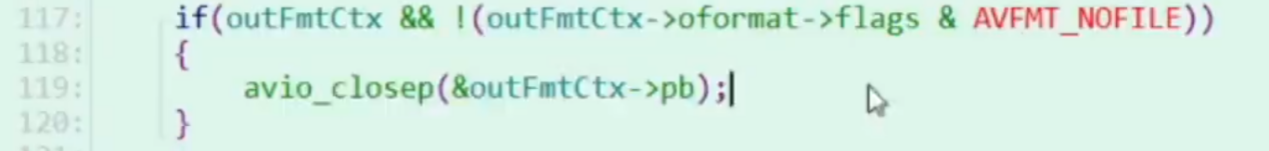 117: if(outFmtCtx && !(outFmtCtx->oformat->flags & AVFMT_NOFILE))
118: {
119: avio_closep(&outFmtCtx->pb);
120: }